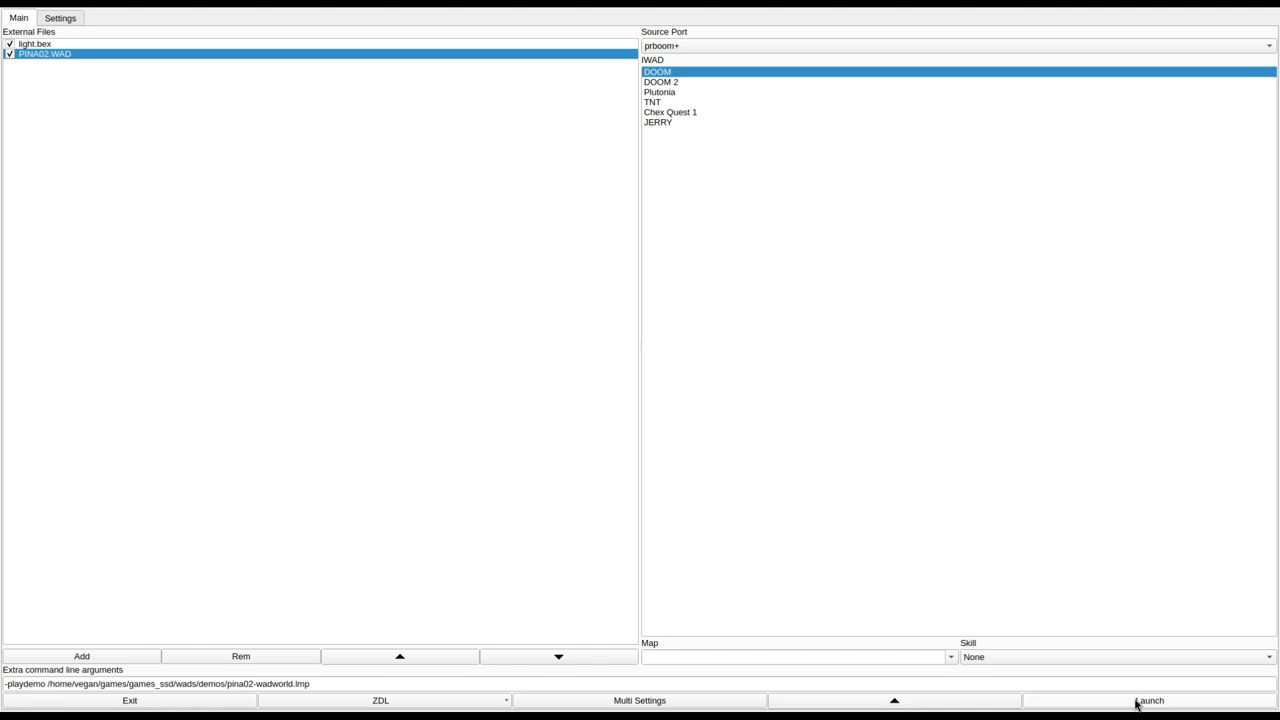 Main Settings
External Files
light.bex
PINA02.WAD
Source Port
prboom+
IWAD
DOOM
DOOM 2
Plutonia
TNT
Chex Quest 1
JERRY
Map Skill
None
Add Rem
Extra command line arguments
-playdemo /home/vegan/games/games_ssd/wads/demos/pina02-wadworld.lmp
Exit ZDL Multi Settings Launch